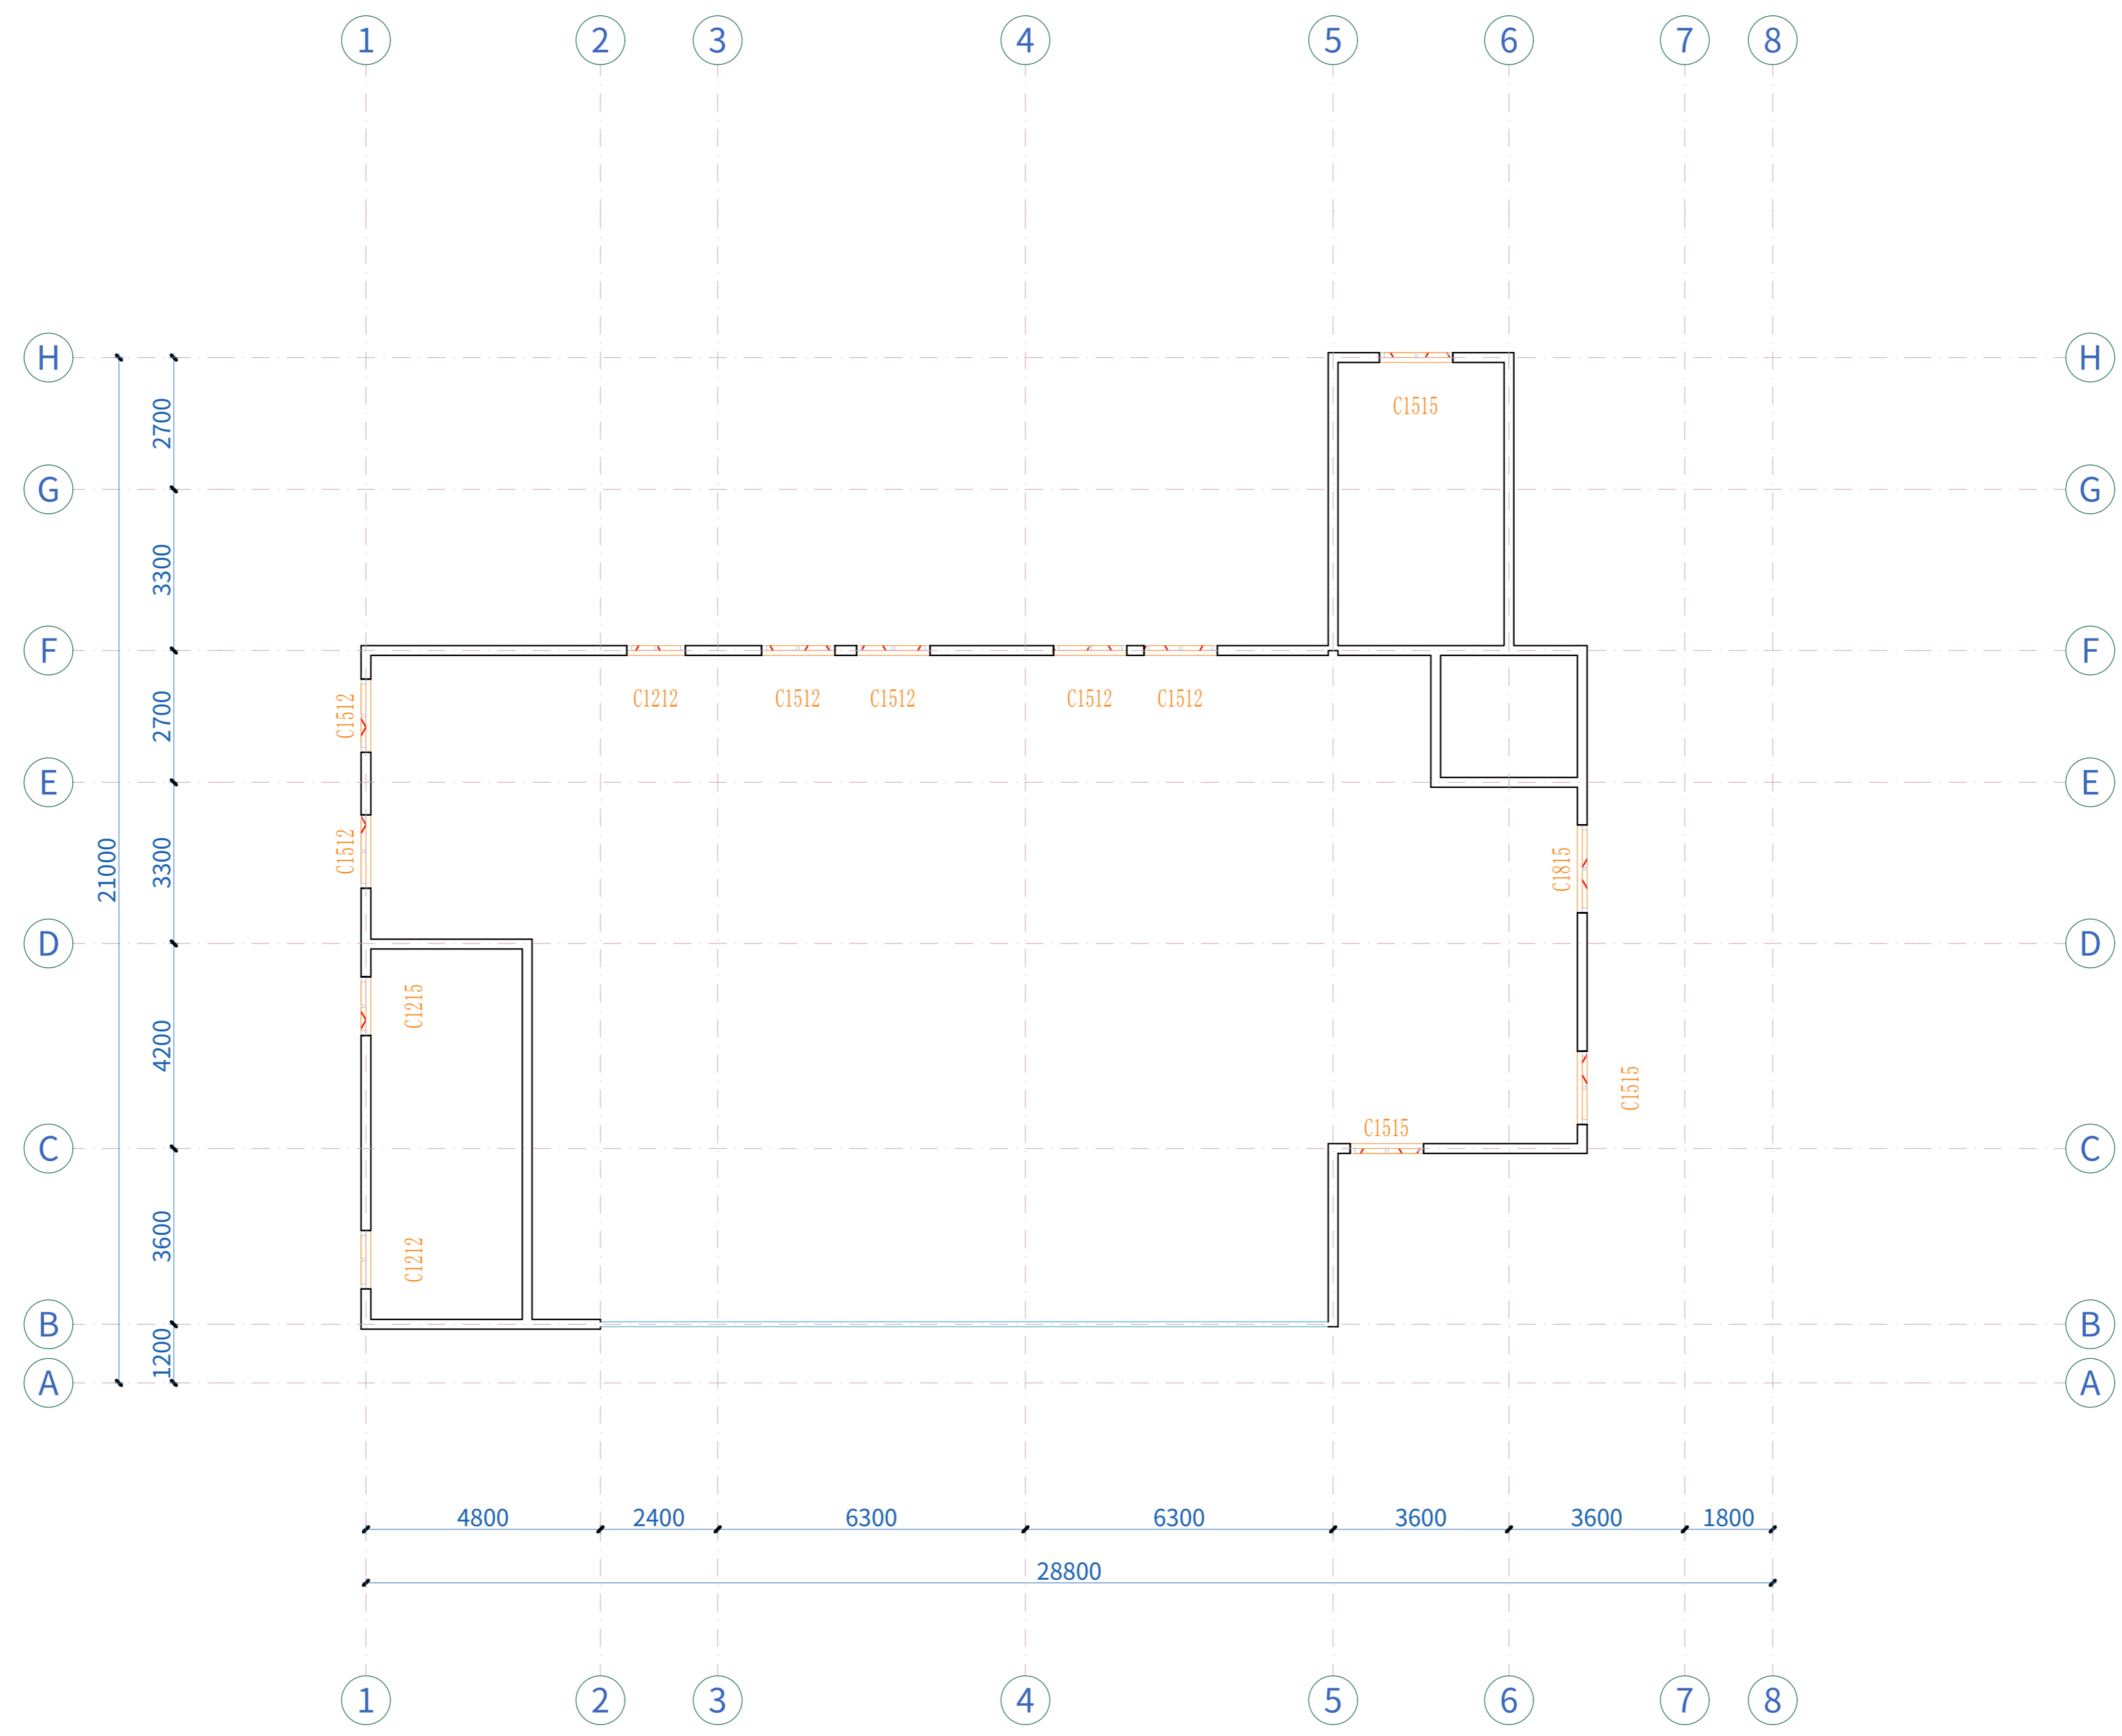 1 2 3 4 5 6 7 8
H H
C1515
2700
G G
3300
F F
C1212 C1512 C1512 C1512 C1512
C1512
2700
E E
C1512
C1815
3300
21000
D D
C1215
4200
C1515
C1515
C C
C1212
3600
B B
1200
A A
4800 2400 6300 6300 3600 3600 1800
28800
1 2 3 4 5 6 7 8